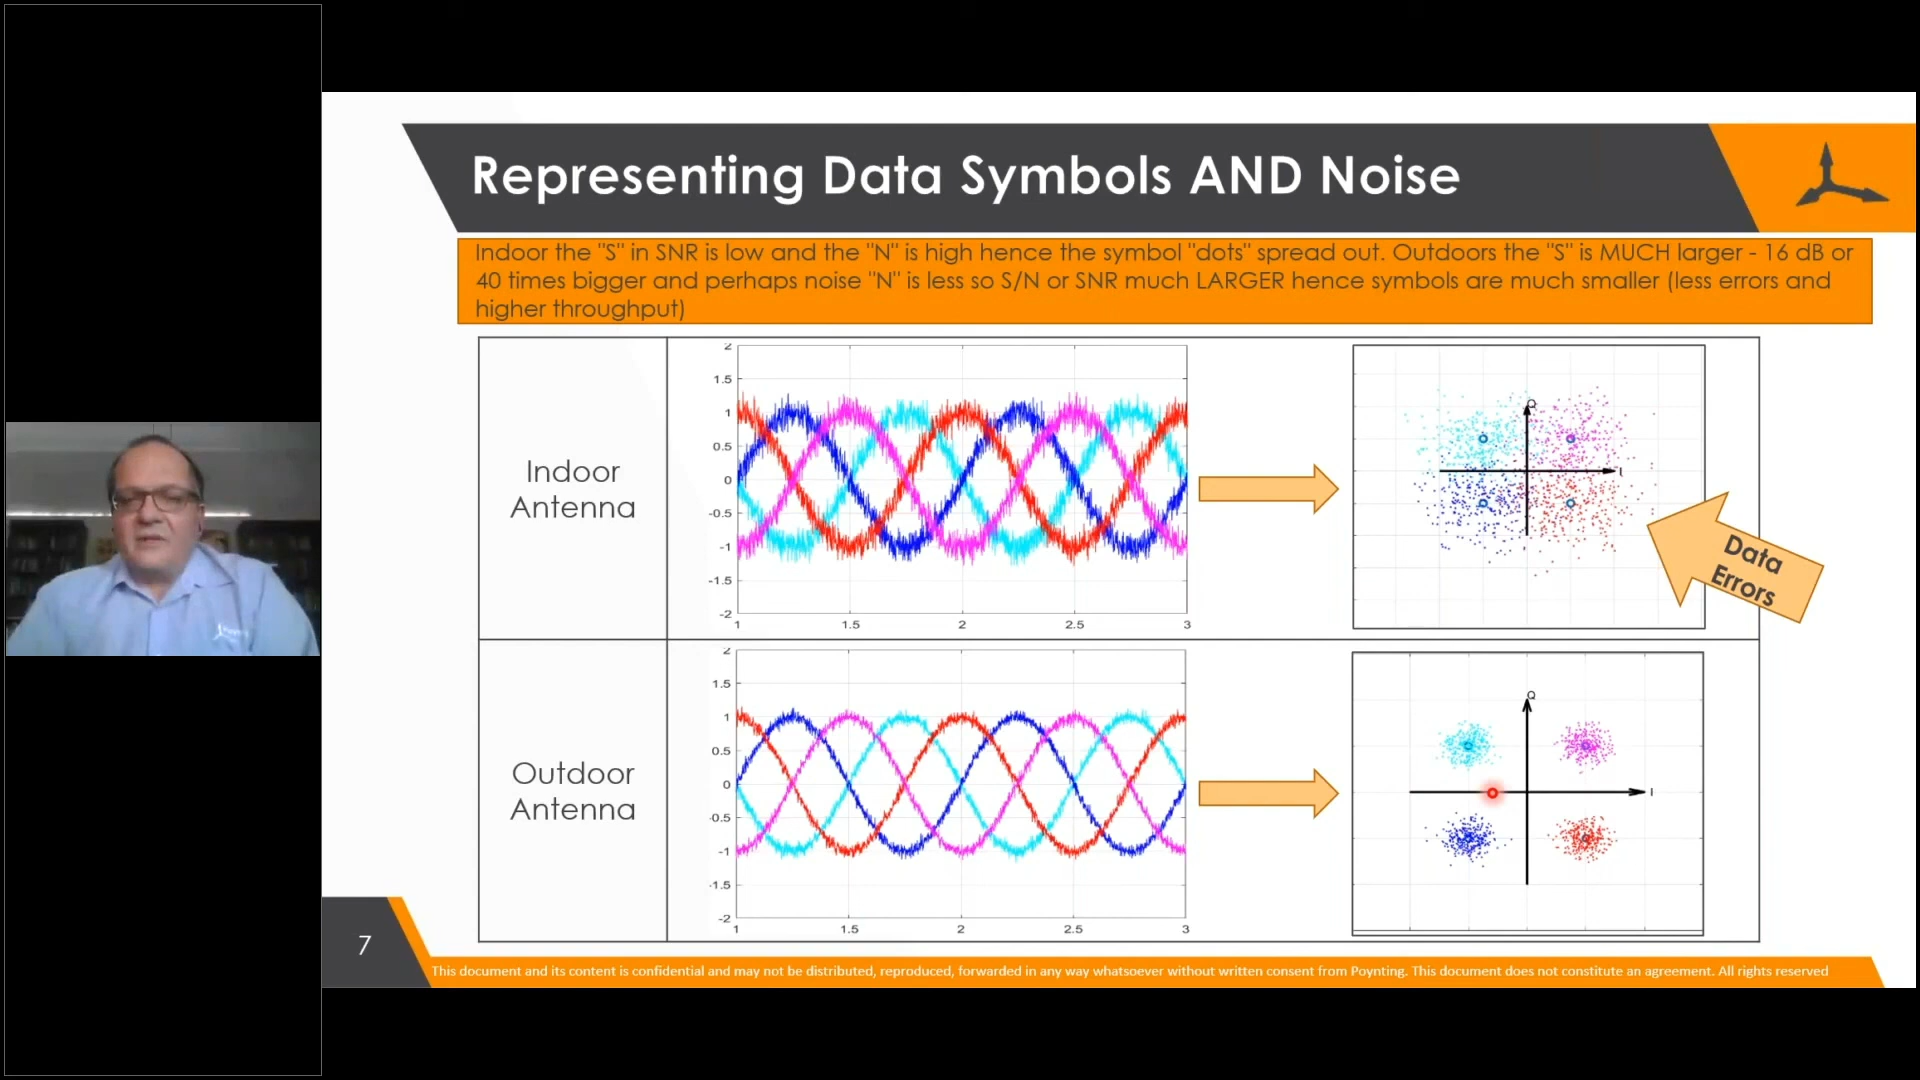 Representing Data Symbols AND Noise
Indoor the "S" in SNR is low and the "N" is high hence the symbol "dots" spread out. Outdoors the "S" is MUCH larger - 16 dB or
40 times bigger and perhaps noise "N" is less so S/N or SNR much LARGER hence symbols are much smaller (less errors and
higher throughput)
Indoor
Antenna
2
1.5
1
0.5
0
-0.5
-1
-1.5
-2
1 1.5 2 2.5 3
Q
I
Data
Errors
Outdoor
Antenna
2
1.5
1
0.5
0
-0.5
-1
-1.5
-2
1 1.5 2 2.5 3
Q
I
7
This document and its content is confidential and may not be distributed, reproduced, forwarded in any way whatsoever without written consent from Poynting. This document does not constitute an agreement. All rights reserved